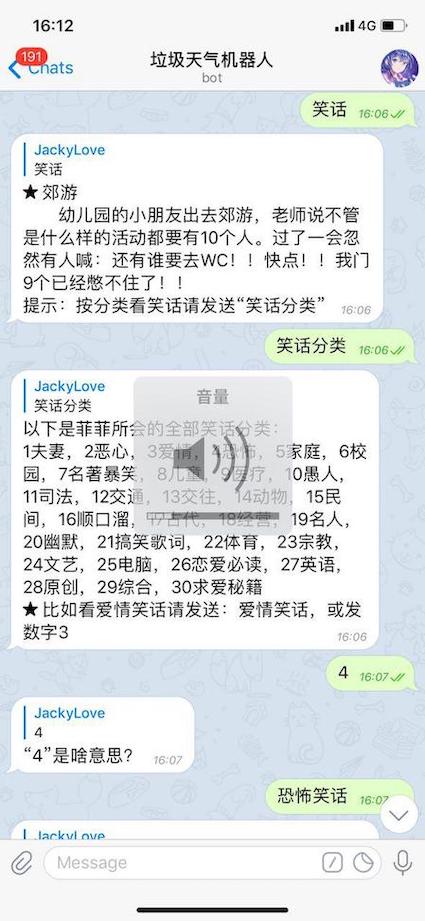 16:12
4G
191
Chats
垃圾天气机器人
bot
笑话 16:06
JackyLove
笑话
★ 郊游
幼儿园的小朋友出去郊游，老师说不管
是什么样的活动都要有10个人。过了一会忽
然有人喊：还有谁要去WC！！快点！！我门
9个已经憋不住了！！
提示：按分类看笑话请发送“笑话分类” 16:06
笑话分类 16:06
JackyLove
笑话分类
音量
以下是菲菲所会的全部笑话分类：
1夫妻，2恶心，3爱情，4恐怖，5家庭，6校
园，7名著暴笑，8儿童，9医疗，10愚人，
11司法，12交通，13交往，14动物，15民
间，16顺口溜，17古代，18经营，19名人，
20幽默，21搞笑歌词，22体育，23宗教，
24文艺，25电脑，26恋爱必读，27英语，
28原创，29综合，30求爱秘籍
★比如看爱情笑话请发送：爱情笑话，或发
数字3 16:06
4 16:07
JackyLove
4
“4”是啥意思？ 16:07
恐怖笑话 16:07
JackyLove
Message